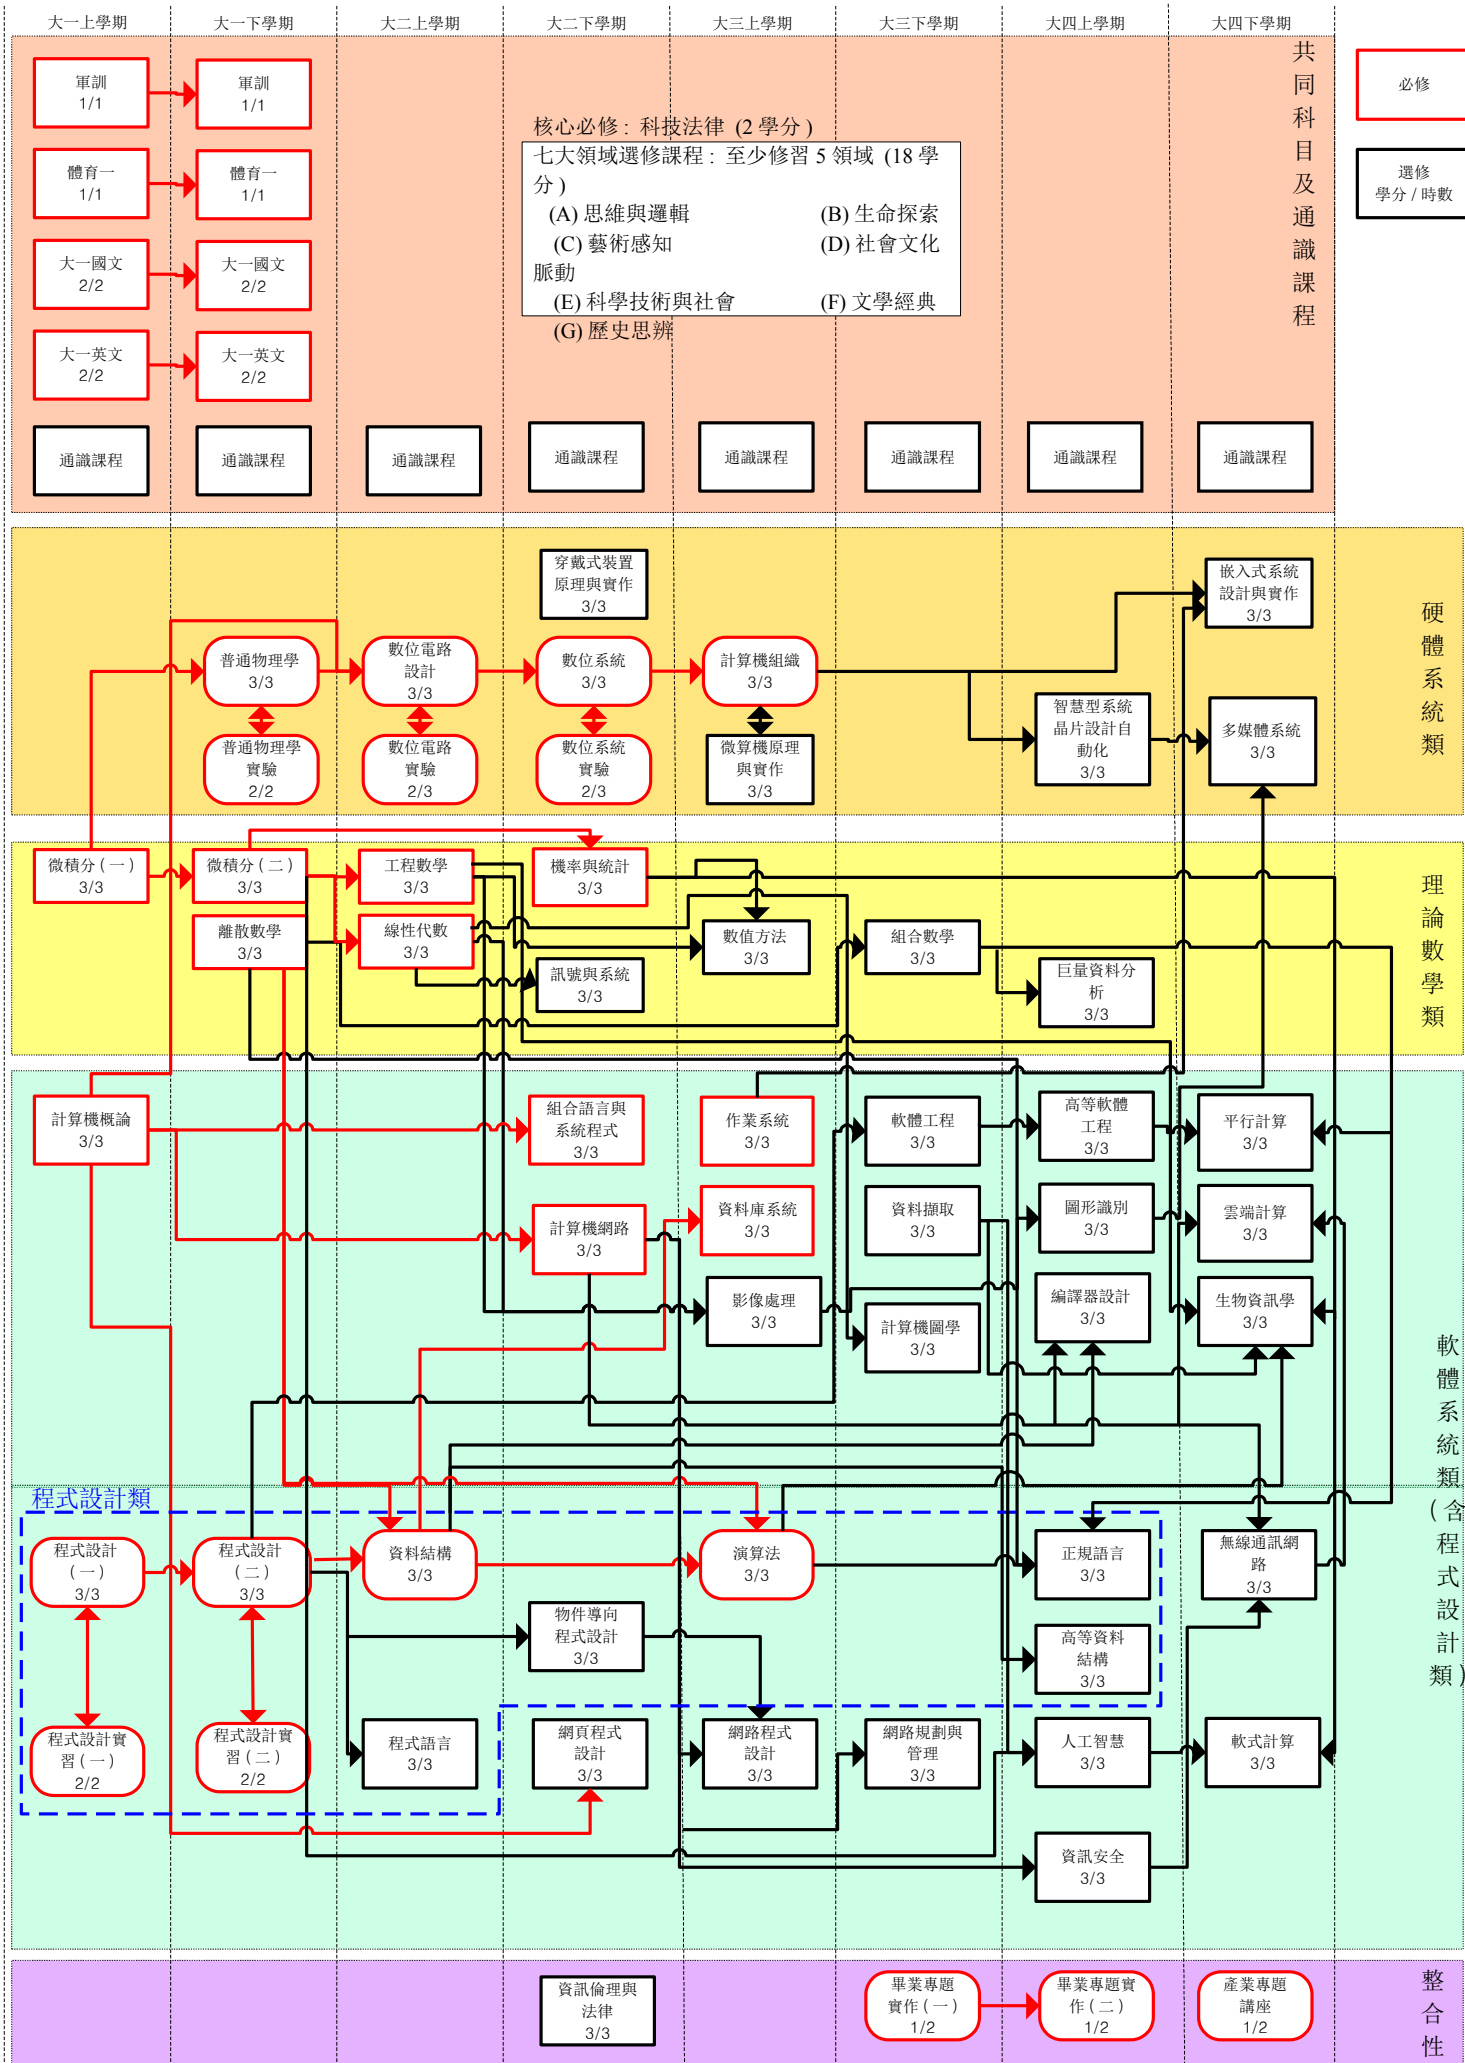 大一上學期
大一下學期
大二上學期
大二下學期
大三上學期
大三下學期
大四上學期
大四下學期
必修
選修
學分 / 時數
共同科目及通識課程
軍訓
1/1
軍訓
1/1
體育一
1/1
體育一
1/1
大一國文
2/2
大一國文
2/2
大一英文
2/2
大一英文
2/2
核心必修 : 科技法律 (2 學分 )
七大領域選修課程 : 至少修習 5 領域 (18 學
分 )
(A) 思維與邏輯 (B) 生命探索
(C) 藝術感知 (D) 社會文化
脈動
(E) 科學技術與社會 (F) 文學經典
(G) 歷史思辨
通識課程
通識課程
通識課程
通識課程
通識課程
通識課程
通識課程
通識課程
硬體系統類
穿戴式裝置
原理與實作
3/3
嵌入式系統
設計與實作
3/3
普通物理學
3/3
數位電路
設計
3/3
數位系統
3/3
計算機組織
3/3
智慧型系統
晶片設計自
動化
3/3
多媒體系統
3/3
普通物理學
實驗
2/2
數位電路
實驗
2/3
數位系統
實驗
2/3
微算機原理
與實作
3/3
理論數學類
微積分 ( 一 )
3/3
微積分 ( 二 )
3/3
工程數學
3/3
機率與統計
3/3
離散數學
3/3
線性代數
3/3
訊號與系統
3/3
數值方法
3/3
組合數學
3/3
巨量資料分
析
3/3
軟體系統類 ( 含程式設計類 )
計算機概論
3/3
組合語言與
系統程式
3/3
作業系統
3/3
軟體工程
3/3
高等軟體
工程
3/3
平行計算
3/3
計算機網路
3/3
資料庫系統
3/3
資料擷取
3/3
圖形識別
3/3
雲端計算
3/3
影像處理
3/3
計算機圖學
3/3
編譯器設計
3/3
生物資訊學
3/3
程式設計類
程式設計
( 一 )
3/3
程式設計
( 二 )
3/3
資料結構
3/3
演算法
3/3
正規語言
3/3
無線通訊網
路
3/3
物件導向
程式設計
3/3
高等資料
結構
3/3
程式設計實
習 ( 一 )
2/2
程式設計實
習 ( 二 )
2/2
程式語言
3/3
網頁程式
設計
3/3
網路程式
設計
3/3
網路規劃與
管理
3/3
人工智慧
3/3
軟式計算
3/3
資訊安全
3/3
整合性
資訊倫理與
法律
3/3
畢業專題
實作 ( 一 )
1/2
畢業專題實
作 ( 二 )
1/2
產業專題
講座
1/2